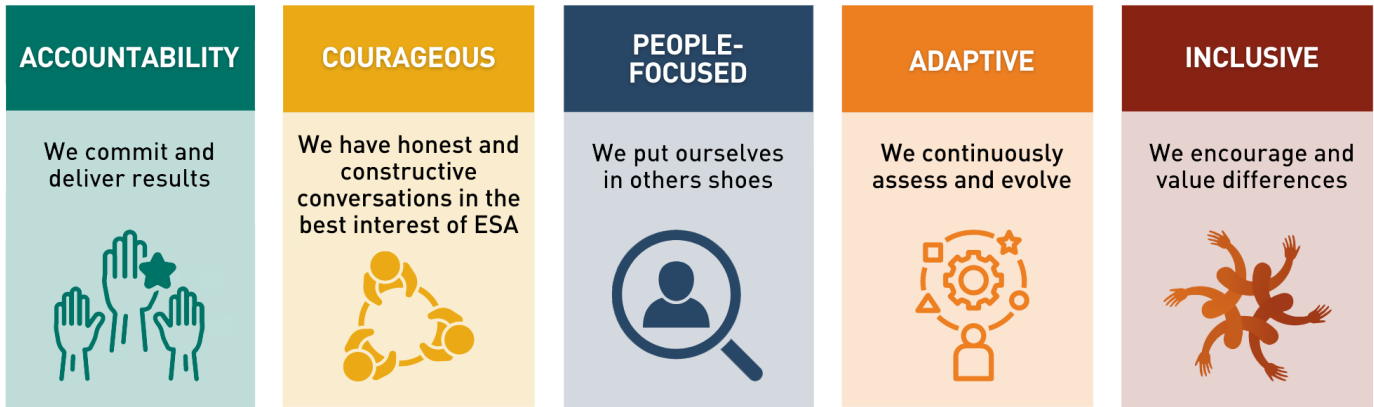 ACCOUNTABILITY
We commit and
deliver results
COURAGEOUS
We have honest and
constructive
conversations in the
best interest of ESA
PEOPLE-
FOCUSED
We put ourselves
in others shoes
ADAPTIVE
We continuously
assess and evolve
INCLUSIVE
We encourage and
value differences